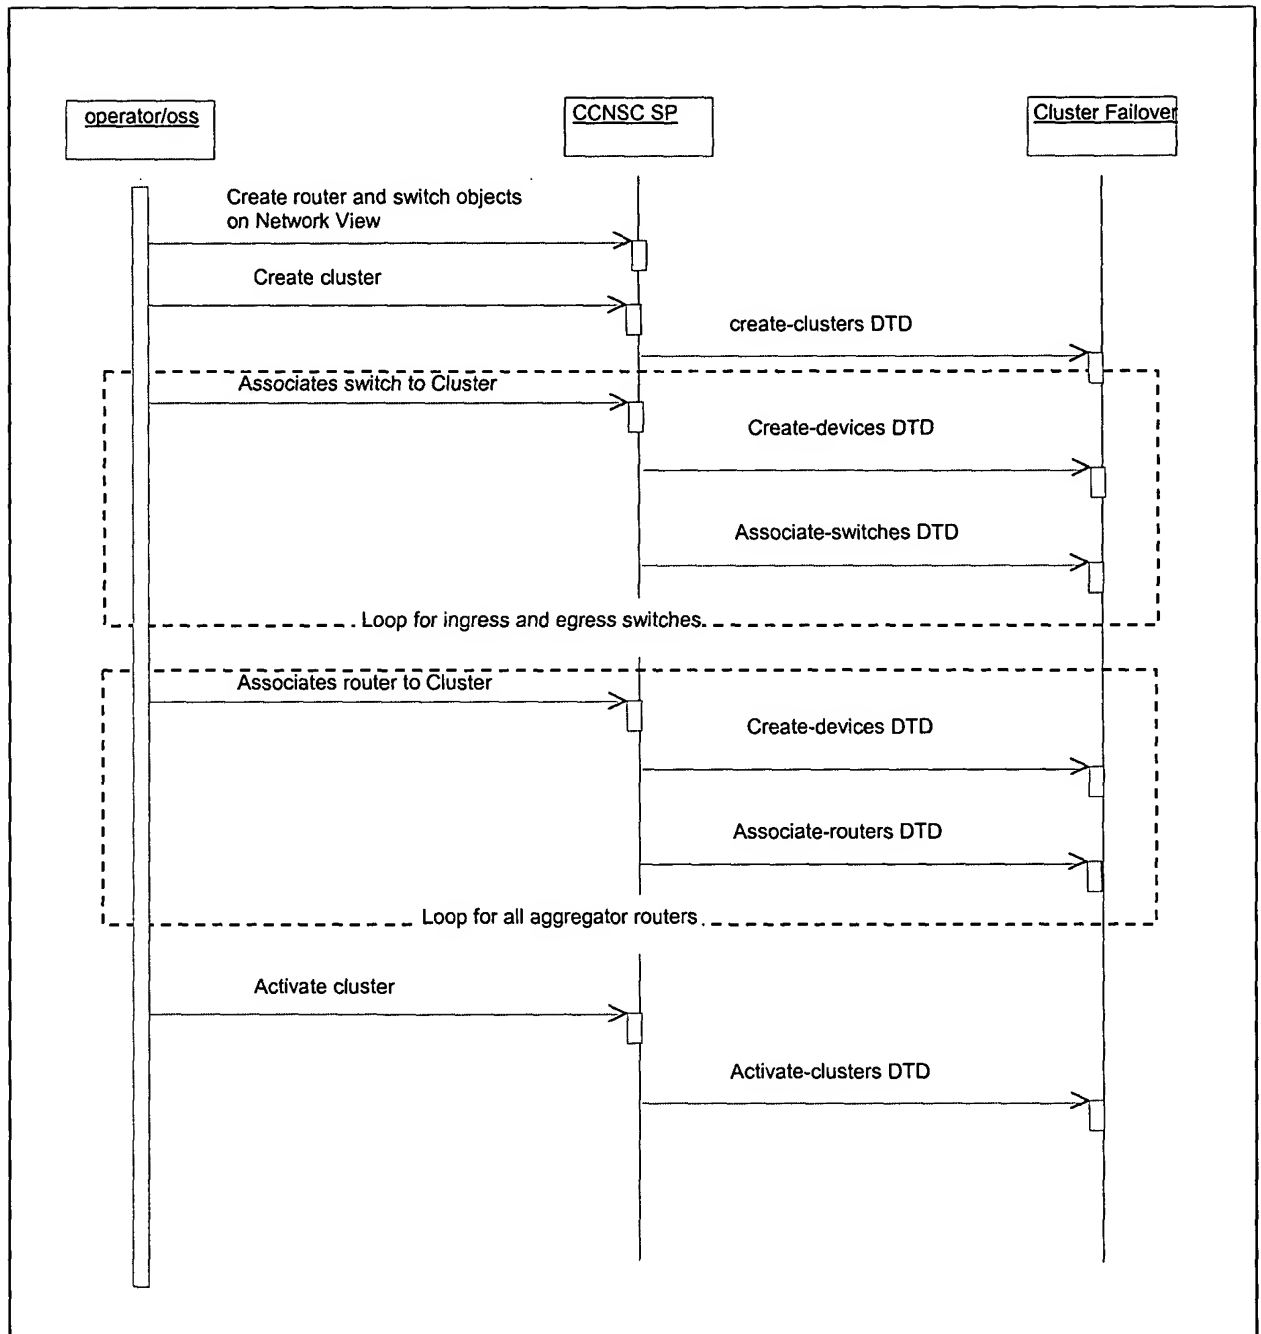 operator/oss
CCNSC SP
Cluster Failover
Create router and switch objects
on Network View
Create cluster
create-clusters DTD
Associates switch to Cluster
Create-devices DTD
Associate-switches DTD
Loop for ingress and egress switches
Associates router to Cluster
Create-devices DTD
Associate-routers DTD
Loop for all aggregator routers
Activate cluster
Activate-clusters DTD